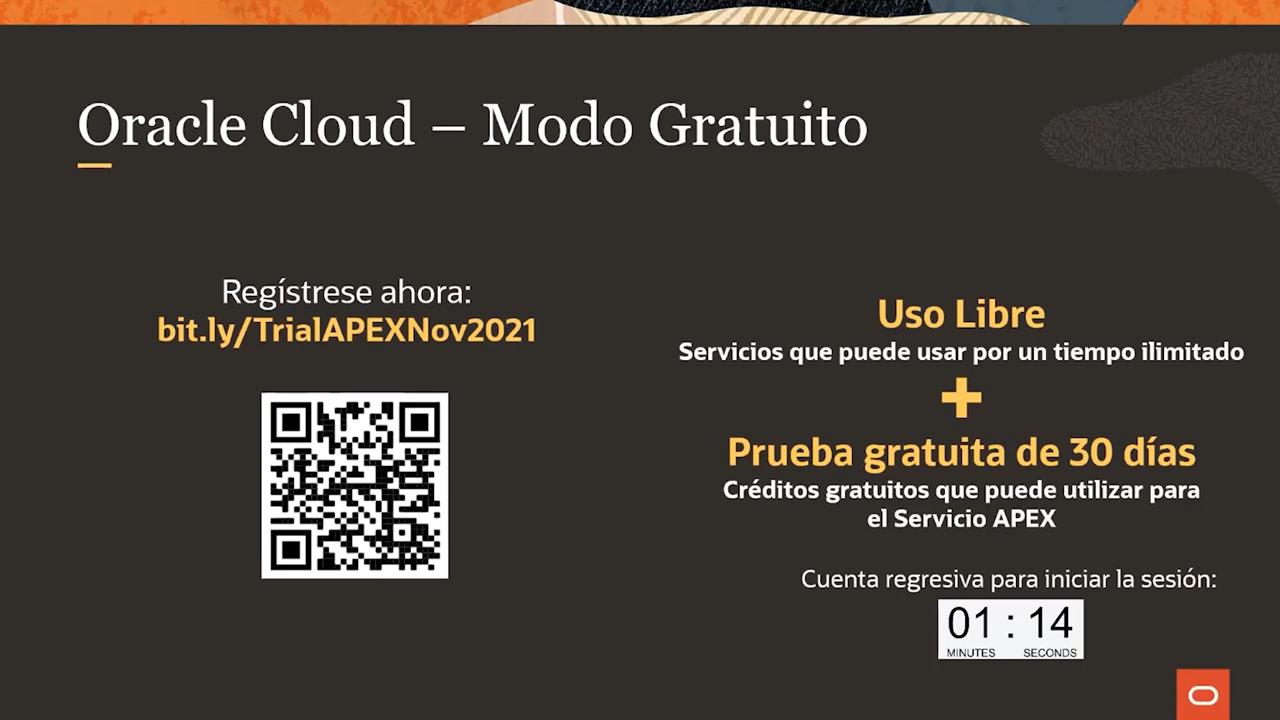 Oracle Cloud – Modo Gratuito
Regístrese ahora:
bit.ly/TrialAPEXNov2021
Uso Libre
Servicios que puede usar por un tiempo ilimitado
+
Prueba gratuita de 30 días
Créditos gratuitos que puede utilizar para
el Servicio APEX
Cuenta regresiva para iniciar la sesión:
01 : 14
MINUTES SECONDS